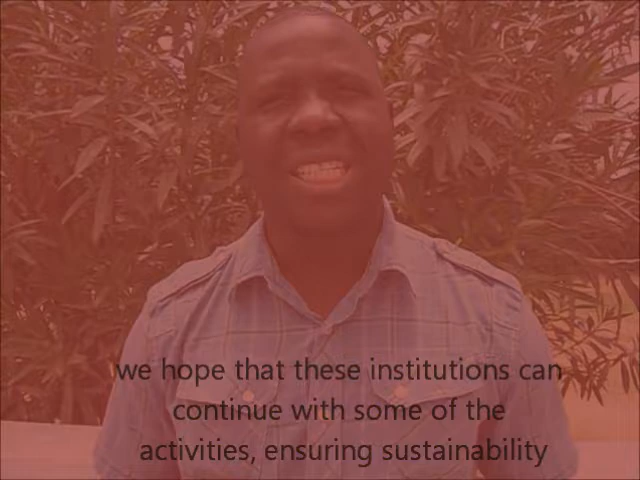 we hope that these institutions can
continue with some of the
activities, ensuring sustainability